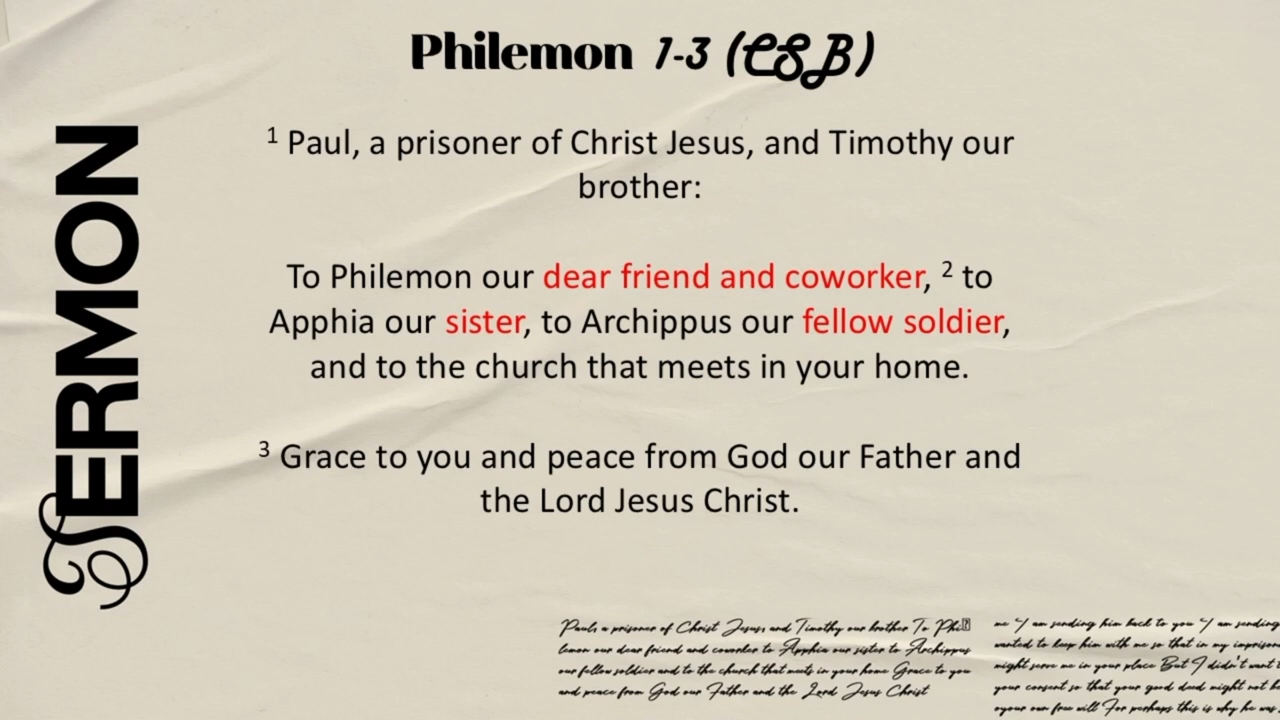 Philemon 1-3 (CSB)
SERMON
1 Paul, a prisoner of Christ Jesus, and Timothy our
brother:
To Philemon our dear friend and coworker, 2 to
Apphia our sister, to Archippus our fellow soldier,
and to the church that meets in your home.
3 Grace to you and peace from God our Father and
the Lord Jesus Christ.
Paul, a prisoner of Christ Jesus, and Timothy our brother To Phi
lemon our dear friend and coworker to Apphia our sister to Archippus
our fellow soldier and to the church that meets in your home Grace to you
and peace from God our Father and the Lord Jesus Christ
me I am sending him back to you I am sending
wanted to keep him with me so that in my imprison
might serve me in your place But I didn't want t
your consent so that your good deed might not b
your own free will For perhaps this is why he was